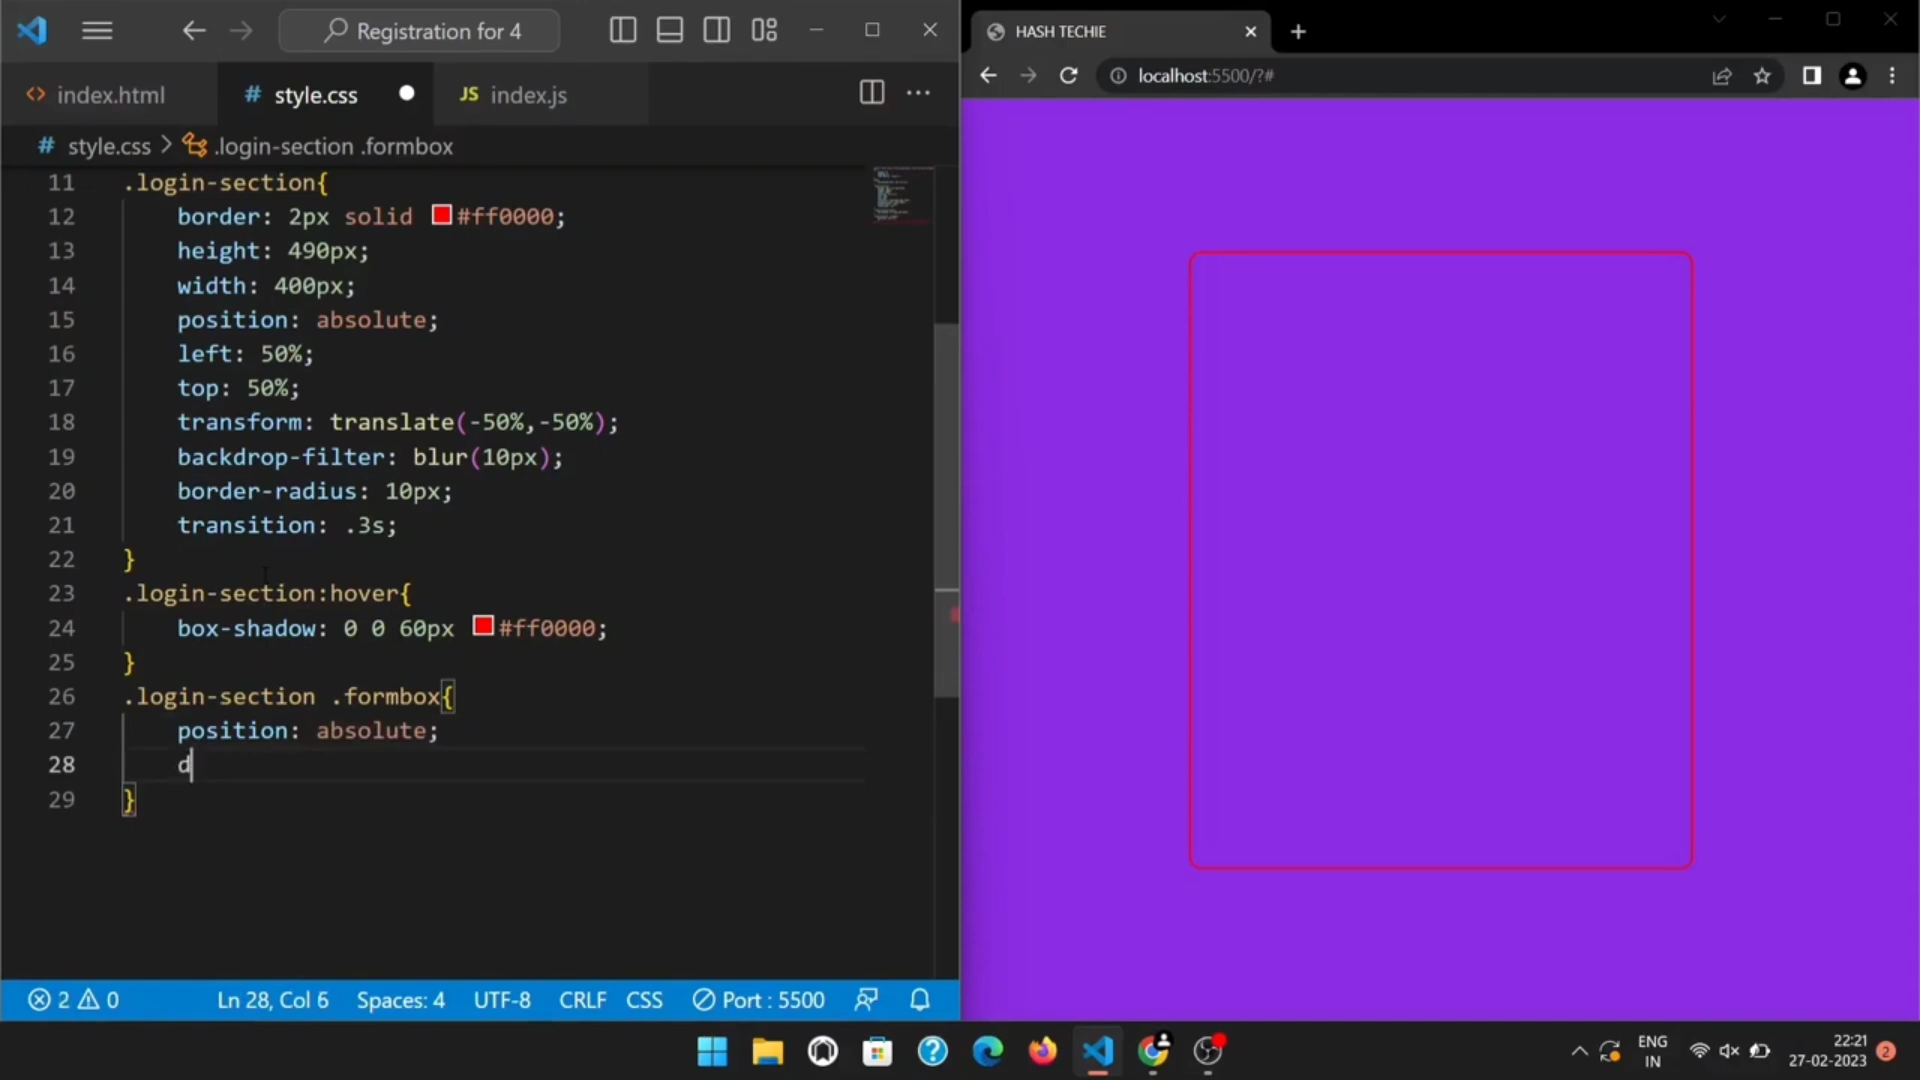 Registration for 4
index.html
# style.css
JS index.js
# style.css > .login-section .formbox
11 .login-section{
12 border: 2px solid #ff0000;
13 height: 490px;
14 width: 400px;
15 position: absolute;
16 left: 50%;
17 top: 50%;
18 transform: translate(-50%,-50%);
19 backdrop-filter: blur(10px);
20 border-radius: 10px;
21 transition: .3s;
22 }
23 .login-section:hover{
24 box-shadow: 0 0 60px #ff0000;
25 }
26 .login-section .formbox{
27 position: absolute;
28 d
29 }
2 0 Ln 28, Col 6 Spaces: 4 UTF-8 CRLF CSS Port : 5500
HASH TECHIE
localhost:5500/?#
ENG
IN
22:21
27-02-2023
2